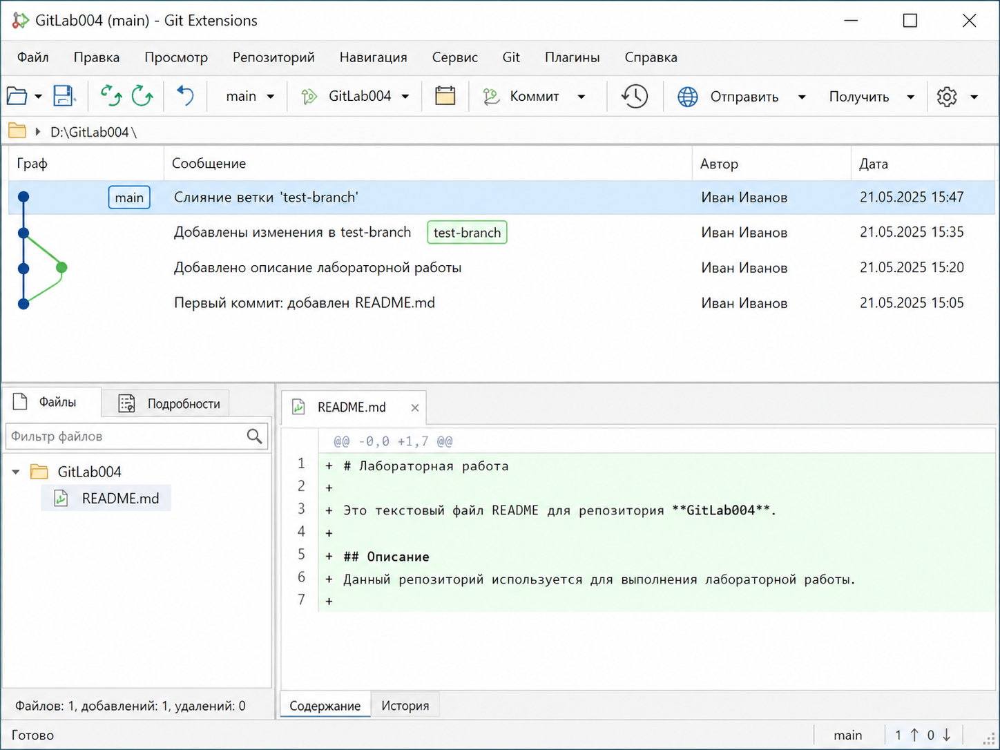 GitLab004 (main) - Git Extensions
Файл Правка Просмотр Репозиторий Навигация Сервис Git Плагины Справка
main GitLab004 Коммит Отправить Получить
D:\GitLab004\
Граф Сообщение Автор Дата
main Слияние ветки 'test-branch' Иван Иванов 21.05.2025 15:47
Добавлены изменения в test-branch test-branch Иван Иванов 21.05.2025 15:35
Добавлено описание лабораторной работы Иван Иванов 21.05.2025 15:20
Первый коммит: добавлен README.md Иван Иванов 21.05.2025 15:05
Файлы Подробности
Фильтр файлов
GitLab004
README.md
Файлов: 1, добавлений: 1, удалений: 0
README.md ×
@@ -0,0 +1,7 @@
1 + # Лабораторная работа
2 +
3 + Это текстовый файл README для репозитория **GitLab004**.
4 +
5 + ## Описание
6 + Данный репозиторий используется для выполнения лабораторной работы.
7 +
Содержание История
Готово main 1 ↑ 0 ↓